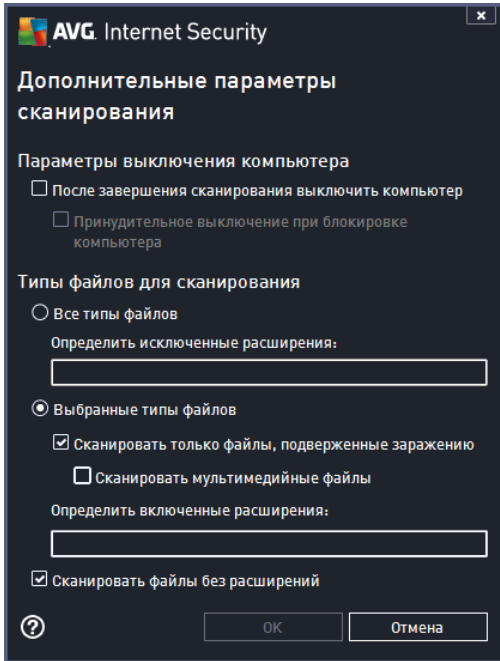 AVG. Internet Security
x
Дополнительные параметры
сканирования
Параметры выключения компьютера
После завершения сканирования выключить компьютер
Принудительное выключение при блокировке
компьютера
Типы файлов для сканирования
Все типы файлов
Определить исключенные расширения:
Выбранные типы файлов
Сканировать только файлы, подверженные заражению
Сканировать мультимедийные файлы
Определить включенные расширения:
Сканировать файлы без расширений
?
OK
Отмена